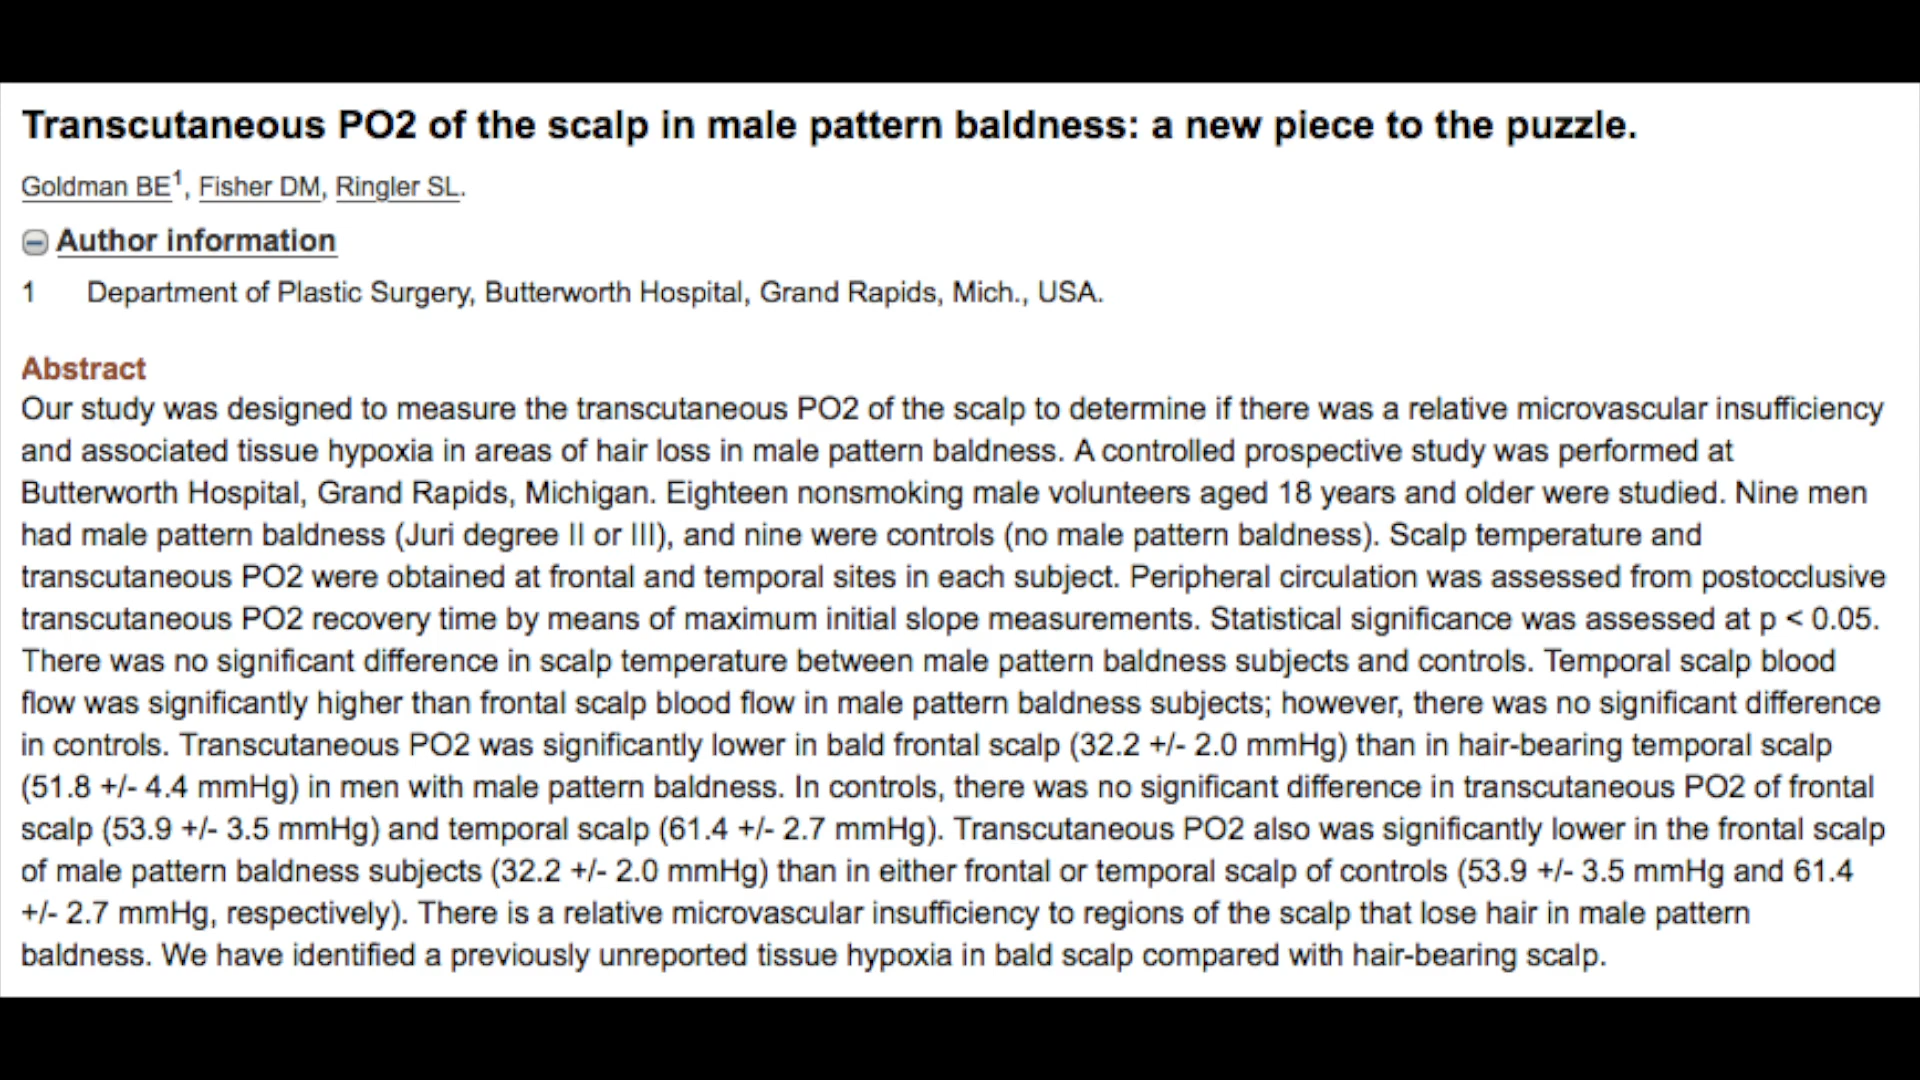 Transcutaneous PO2 of the scalp in male pattern baldness: a new piece to the puzzle.
Goldman BE1, Fisher DM, Ringler SL.
Author information
1 Department of Plastic Surgery, Butterworth Hospital, Grand Rapids, Mich., USA.
Abstract
Our study was designed to measure the transcutaneous PO2 of the scalp to determine if there was a relative microvascular insufficiency
and associated tissue hypoxia in areas of hair loss in male pattern baldness. A controlled prospective study was performed at
Butterworth Hospital, Grand Rapids, Michigan. Eighteen nonsmoking male volunteers aged 18 years and older were studied. Nine men
had male pattern baldness (Juri degree II or III), and nine were controls (no male pattern baldness). Scalp temperature and
transcutaneous PO2 were obtained at frontal and temporal sites in each subject. Peripheral circulation was assessed from postocclusive
transcutaneous PO2 recovery time by means of maximum initial slope measurements. Statistical significance was assessed at p < 0.05.
There was no significant difference in scalp temperature between male pattern baldness subjects and controls. Temporal scalp blood
flow was significantly higher than frontal scalp blood flow in male pattern baldness subjects; however, there was no significant difference
in controls. Transcutaneous PO2 was significantly lower in bald frontal scalp (32.2 +/- 2.0 mmHg) than in hair-bearing temporal scalp
(51.8 +/- 4.4 mmHg) in men with male pattern baldness. In controls, there was no significant difference in transcutaneous PO2 of frontal
scalp (53.9 +/- 3.5 mmHg) and temporal scalp (61.4 +/- 2.7 mmHg). Transcutaneous PO2 also was significantly lower in the frontal scalp
of male pattern baldness subjects (32.2 +/- 2.0 mmHg) than in either frontal or temporal scalp of controls (53.9 +/- 3.5 mmHg and 61.4
+/- 2.7 mmHg, respectively). There is a relative microvascular insufficiency to regions of the scalp that lose hair in male pattern
baldness. We have identified a previously unreported tissue hypoxia in bald scalp compared with hair-bearing scalp.